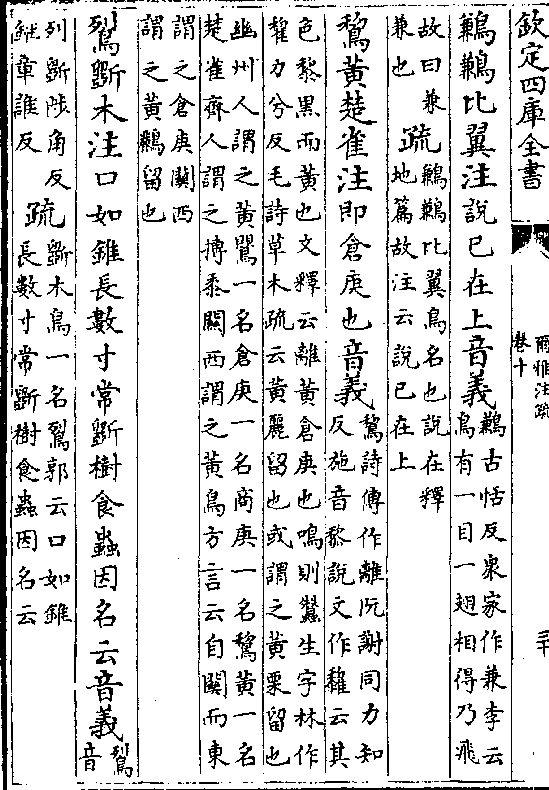 欽定四庫全書
爾雅注疏
卷十
鶼鶼比翼注說已在上音義鶼古恬反衆家作兼李云
鳥有一目一翅相得乃飛
故曰兼
兼也疏鶼鶼比翼鳥名也說在釋
地篇故注云說已在上
鵹黃楚雀注即倉庚也音義鵹詩傳作離阮謝同力知
反施音黎說文作䨄云其
色黎黒而黃也文釋云離黃倉庚也鳴則蠶生字林作
䨄力兮反毛詩草木疏云黃麗留也或謂之黃栗留也
幽州人謂之黃鸎一名倉庚一名商庚一名鵹黃一名
楚雀齊人謂之搏黍關西謂之黃鳥方言云自關而東
謂之倉庚關西
謂之黃鸝留也
鴷斲木注口如錐長數寸常斲樹食蟲因名云音義鴷
音
列斲陟角反
錐章誰反疏斲木鳥一名鴷郭云口如錐
長數寸常斲樹食蟲因名云